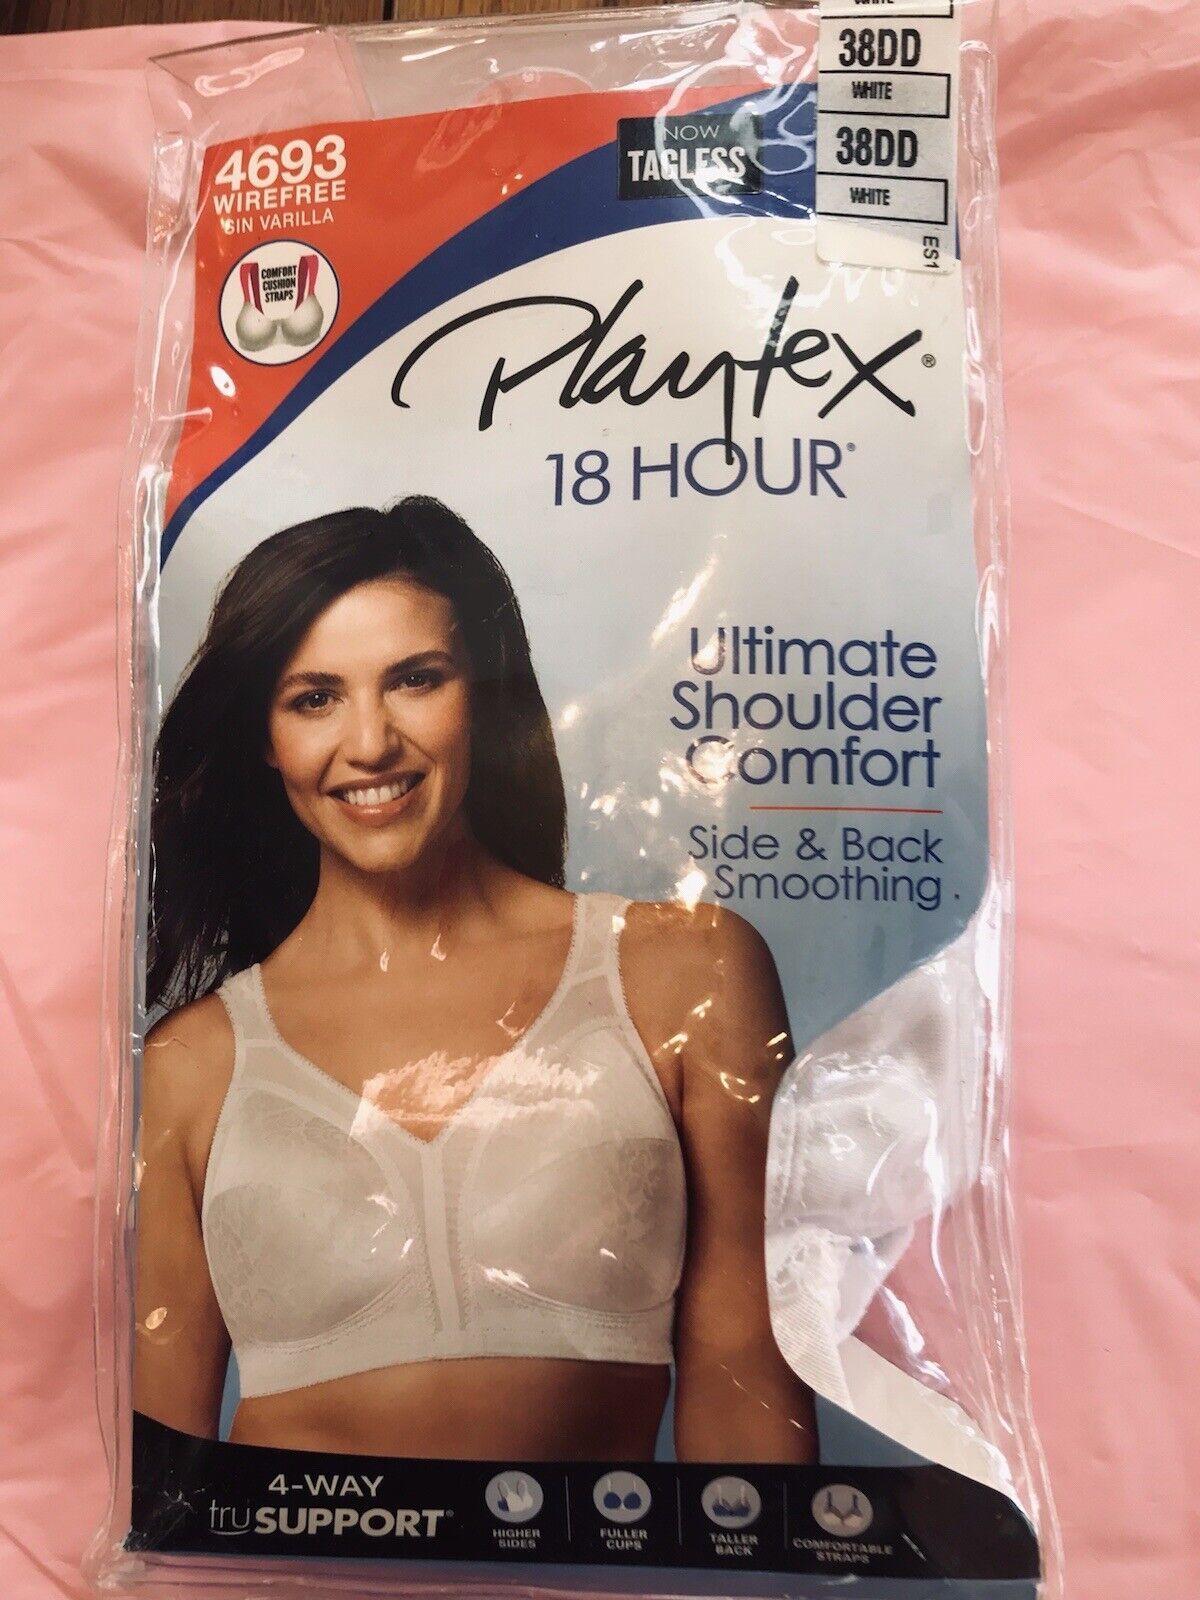 WHITE
38DD
WHITE
38DD
WHITE
ES1
4693
WIREFREE
SIN VARILLA
COMFORT
CUSHION
STRAPS
NOW
TAGLESS
Playtex®
18 HOUR®
Ultimate
Shoulder
Comfort
Side & Back
Smoothing.
4-WAY
truSUPPORT®
HIGHER
SIDES
FULLER
CUPS
TALLER
BACK
COMFORTABLE
STRAPS